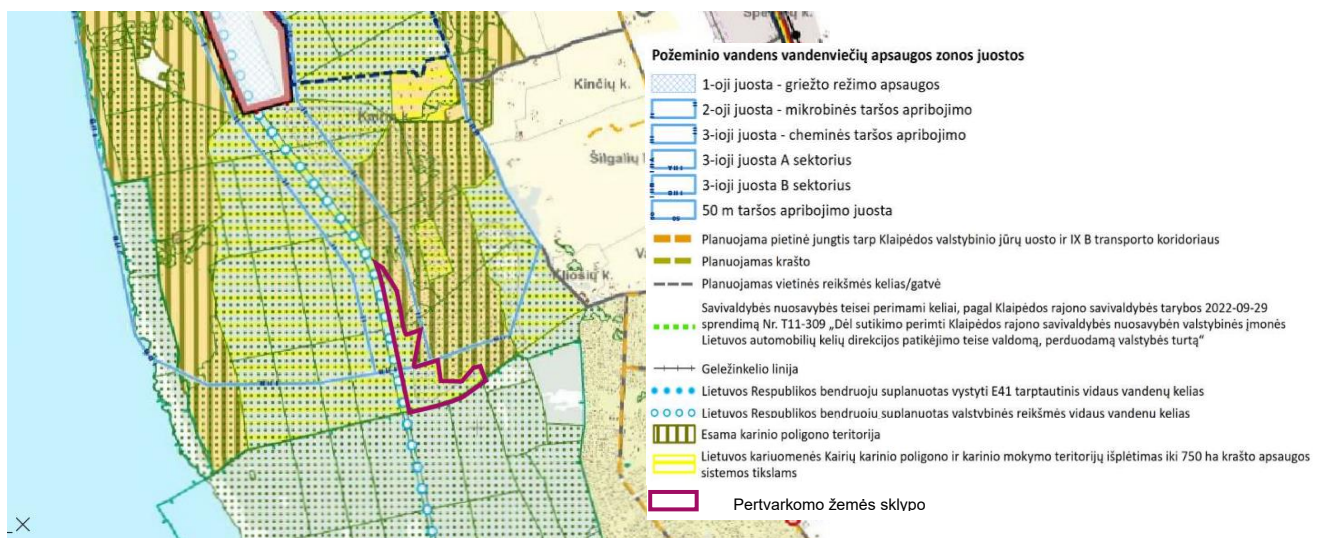 Kinčių k.
Šilgalių
Kliošių k.
Požeminio vandens vandenviečių apsaugos zonos juostos
1-oji juosta - griežto režimo apsaugos
2-oji juosta - mikrobinės taršos apribojimo
3-ioji juosta - cheminės taršos apribojimo
3-ioji juosta A sektorius
3-ioji juosta B sektorius
50 m taršos apribojimo juosta
Planuojama pietinė jungtis tarp Klaipėdos valstybinio jūrų uosto ir IX B transporto koridoriaus
Planuojamas krašto
Planuojamas vietinės reikšmės kelias/gatvė
Savivaldybės nuosavybės teisei perimami keliai, pagal Klaipėdos rajono savivaldybės tarybos 2022-09-29
sprendimą Nr. T11-309 „Dėl sutikimo perimti Klaipėdos rajono savivaldybės nuosavybėn valstybinės įmonės
Lietuvos automobilių kelių direkcijos patikėjimo teise valdomą, perduodamą valstybės turtą“
Geležinkelio linija
Lietuvos Respublikos bendruoju suplanuotas vystyti E41 tarptautinis vidaus vandenų kelias
Lietuvos Respublikos bendruoju suplanuotas valstybinės reikšmės vidaus vandenu kelias
Esama karinio poligono teritorija
Lietuvos kariuomenės Kairių karinio poligono ir karinio mokymo teritorijų išplėtimas iki 750 ha krašto apsaugos
sistemos tikslams
Pertvarkomo žemės sklypo